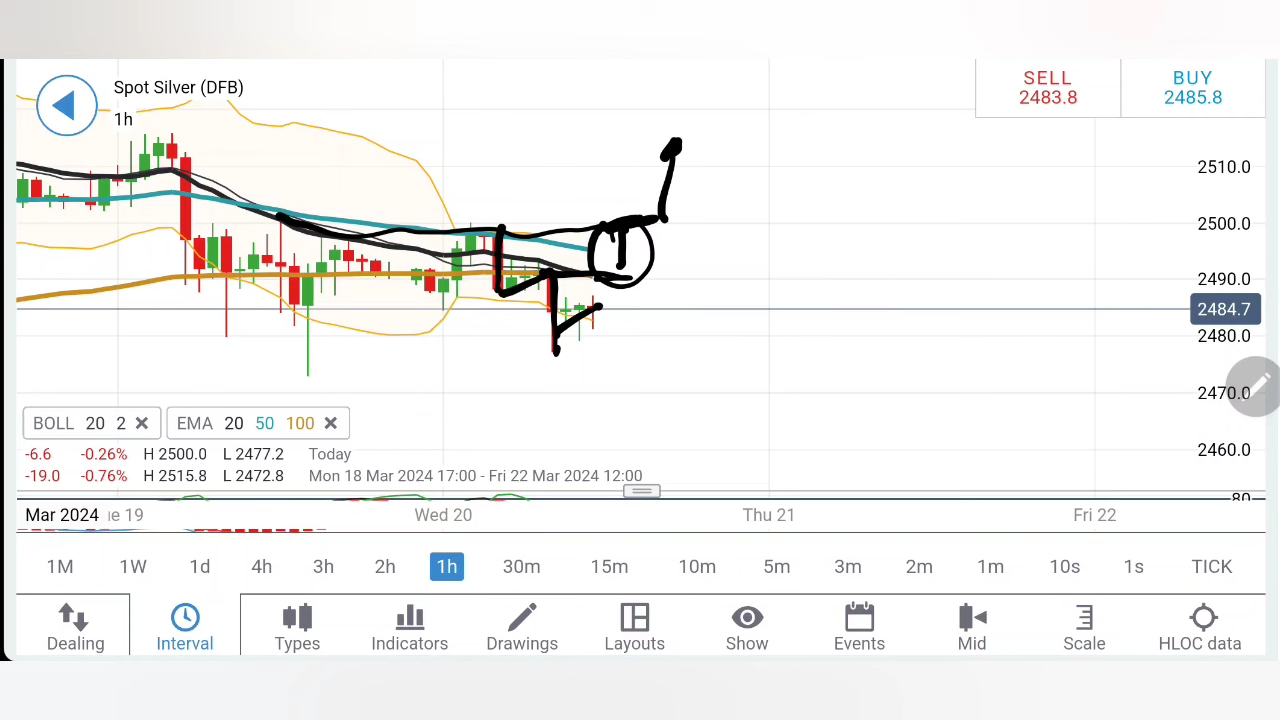 Spot Silver (DFB)
1h
SELL
2483.8
BUY
2485.8
2510.0
2500.0
2490.0
2484.7
2480.0
2470.0
2460.0
80
BOLL 20 2 ✕
EMA 20 50 100 ✕
-6.6 -0.26% H 2500.0 L 2477.2 Today
-19.0 -0.76% H 2515.8 L 2472.8 Mon 18 Mar 2024 17:00 - Fri 22 Mar 2024 12:00
Mar 2024 ue 19 Wed 20 Thu 21 Fri 22
1M 1W 1d 4h 3h 2h 1h 30m 15m 10m 5m 3m 2m 1m 10s 1s TICK
Dealing Interval Types Indicators Drawings Layouts Show Events Mid Scale HLOC data